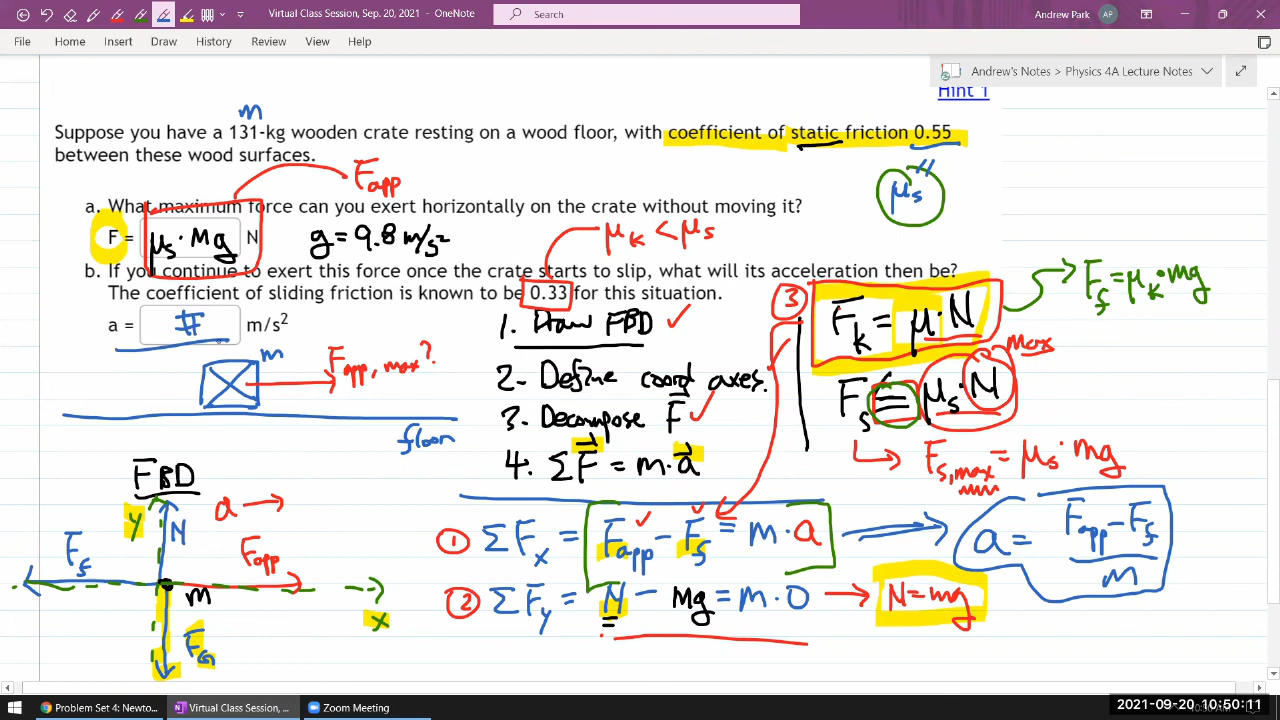 Virtual Class Session, Sep. 20, 2021 - OneNote
Search
Andrew Park
AP
File
Home
Insert
Draw
History
Review
View
Help
Andrew's Notes > Physics 4A Lecture Notes
Hint 1
m
Suppose you have a 131-kg wooden crate resting on a wood floor, with coefficient of static friction 0.55
between these wood surfaces.
μs
Fapp
a. What maximum force can you exert horizontally on the crate without moving it?
F = μs · Mg N
g = 9.8 m/s²
μk < μs
b. If you continue to exert this force once the crate starts to slip, what will its acceleration then be?
The coefficient of sliding friction is known to be 0.33 for this situation.
a = # m/s²
m
Fapp, max?
floor
1. Draw FBD ✓
2. Define coord axes.
3. Decompose F⃗ ✓
4. ΣF⃗ = m · a⃗
3
Fk = μ · N
Ff = μk · mg
max
Fs ≤ μs · N
Fs,max = μs · mg
FBD
a →
y
N
Ff
Fapp
m
x
FG
1 ΣFx = Fapp - Ff = m · a
a = Fapp - Ff / m
2 ΣFy = N - Mg = m · 0 → N = mg
Problem Set 4: Newto...
Virtual Class Session,...
Zoom Meeting
2021-09-20 10:50:11